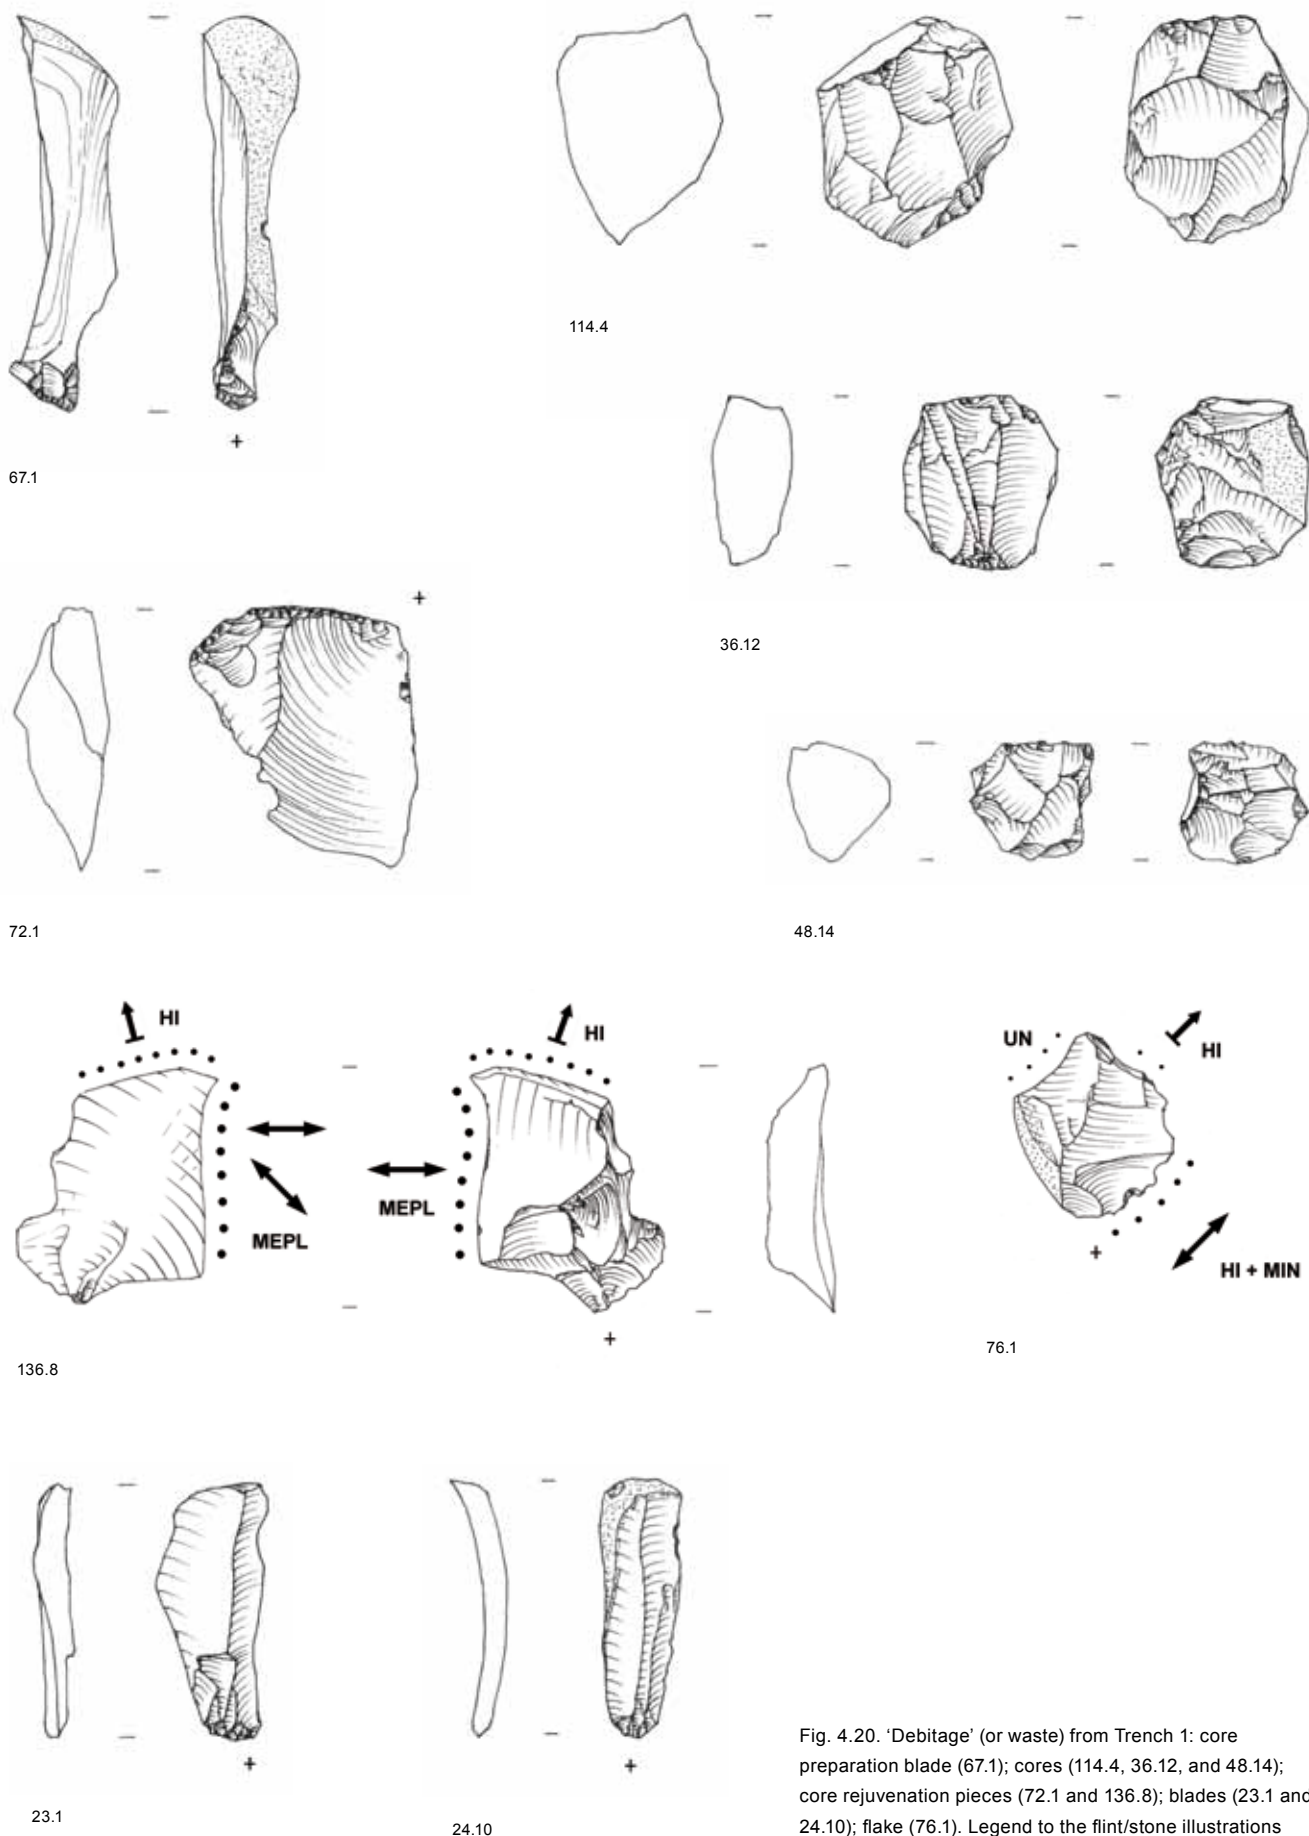 114.4
67.1
36.12
72.1
48.14
HI
HI
UN
HI
MEPL
MEPL
HI + MIN
136.8
76.1
23.1
24.10
Fig. 4.20. ‘Debitage’ (or waste) from Trench 1: core
preparation blade (67.1); cores (114.4, 36.12, and 48.14);
core rejuvenation pieces (72.1 and 136.8); blades (23.1 and
24.10); flake (76.1). Legend to the flint/stone illustrations